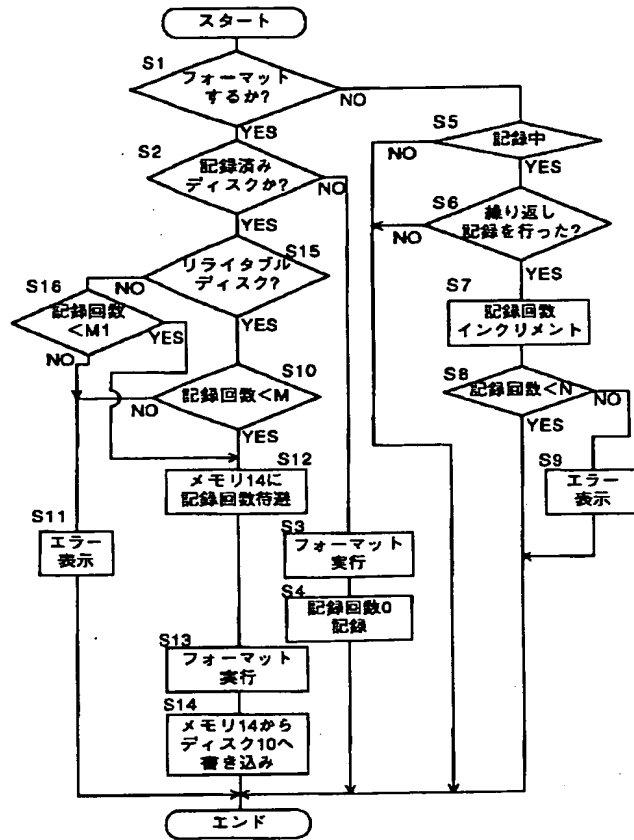 スタート
S1
フォーマット
するか?
NO
YES
S2
記録済み
ディスクか?
NO
YES
S15
リライタブル
ディスク?
NO
YES
S16
記録回数
<M1
YES
NO
S10
記録回数<M
NO
YES
S12
メモリ14に
記録回数待避
S11
エラー
表示
S3
フォーマット
実行
S4
記録回数0
記録
S13
フォーマット
実行
S14
メモリ14から
ディスク10へ
書き込み
エンド
S5
記録中
NO
YES
S6
繰り返し
記録を行った?
NO
YES
S7
記録回数
インクリメント
S8
記録回数<N
NO
YES
S9
エラー
表示